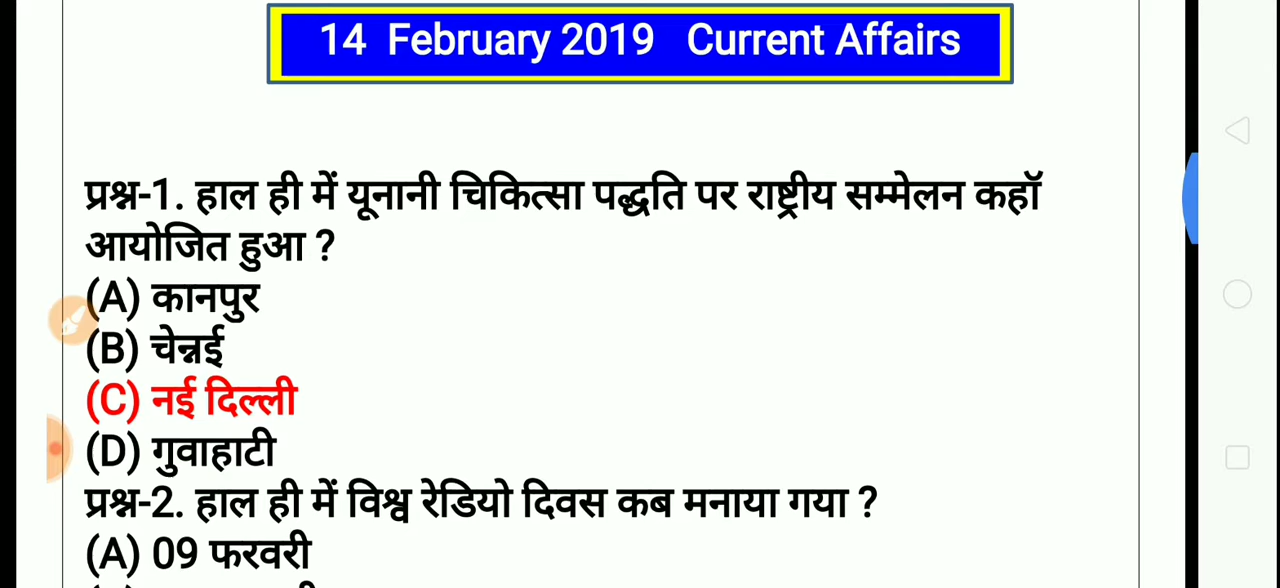 14 February 2019 Current Affairs
प्रश्न-1. हाल ही में यूनानी चिकित्सा पद्धति पर राष्ट्रीय सम्मेलन कहॉ
आयोजित हुआ ?
(A) कानपुर
(B) चेन्नई
(C) नई दिल्ली
(D) गुवाहाटी
प्रश्न-2. हाल ही में विश्व रेडियो दिवस कब मनाया गया ?
(A) 09 फरवरी